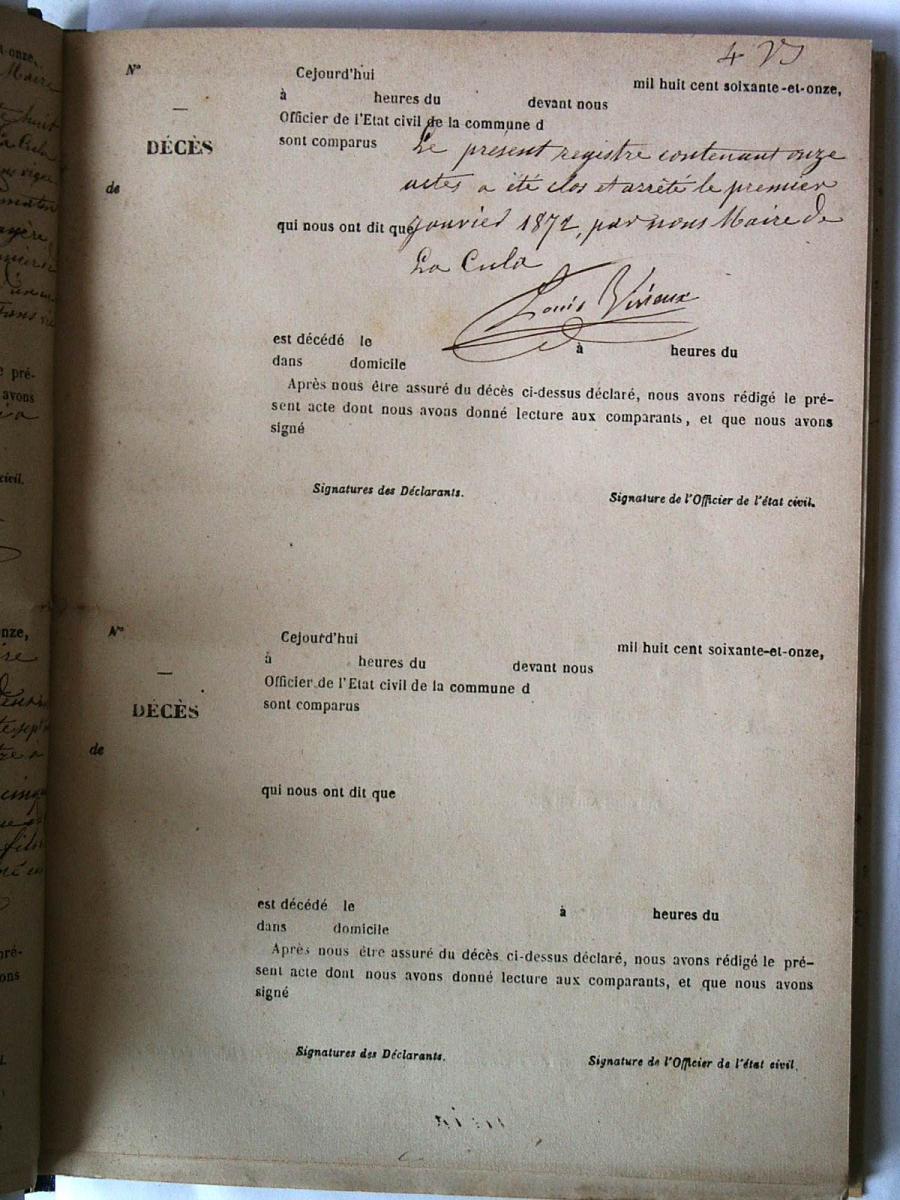 4
N°
Cejourd'hui mil huit cent soixante-et-onze,
à heures du devant nous
DÉCÈS
Officier de l'Etat civil de la commune d
sont comparus Le présent registre contenant onze
de
actes a été clos et arrêté le premier
qui nous ont dit que janvier 1872, par nous Maire de
La Cula
Louis
est décédé le à heures du
dans domicile
Après nous être assuré du décès ci-dessus déclaré, nous avons rédigé le pré-
sent acte dont nous avons donné lecture aux comparants, et que nous avons
signé
Signatures des Déclarants. Signature de l'Officier de l'état civil.
N°
Cejourd'hui mil huit cent soixante-et-onze,
à heures du devant nous
DÉCÈS
Officier de l'Etat civil de la commune d
sont comparus
de
qui nous ont dit que
est décédé le à heures du
dans domicile
Après nous être assuré du décès ci-dessus déclaré, nous avons rédigé le pré-
sent acte dont nous avons donné lecture aux comparants, et que nous avons
signé
Signatures des Déclarants. Signature de l'Officier de l'état civil.